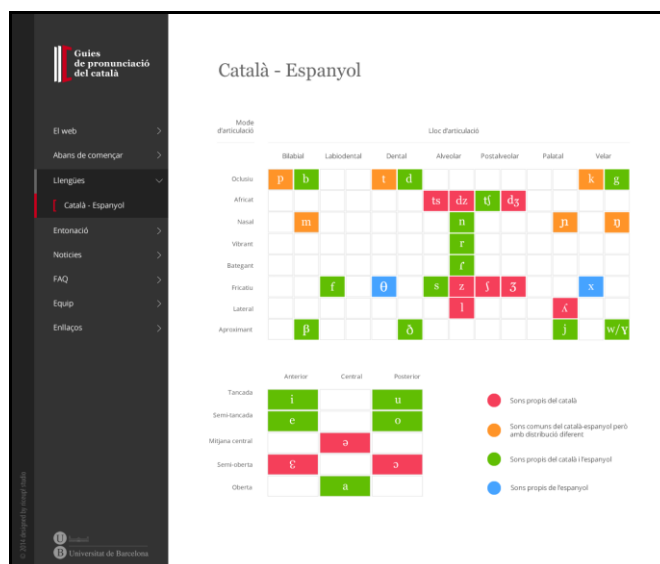 Guies
de pronunciació
del català
El web
Abans de començar
Llengües
Català - Espanyol
Entonació
Notícies
FAQ
Equip
Enllaços
© 2014 designed by
Universitat de Barcelona
Català - Espanyol
Mode
d'articulació
Lloc d'articulació
Bilabial Labiodental Dental Alveolar Postalveolar Palatal Velar
Oclusiu p b t d k g
Africat ts dz tʃ dʒ
Nasal m n ɲ ŋ
Vibrant r
Bategant ɾ
Fricatiu f θ s z ʃ ʒ x
Lateral l ʎ
Aproximant β ð j w/ɣ
Anterior Central Posterior
Tancada i u
Semi-tancada e o
Mitjana central ə
Semi-oberta Ɛ ɔ
Oberta a
Sons propis del català
Sons comuns del català-espanyol però
amb distribució diferent
Sons propis del català i l'espanyol
Sons propis de l'espanyol